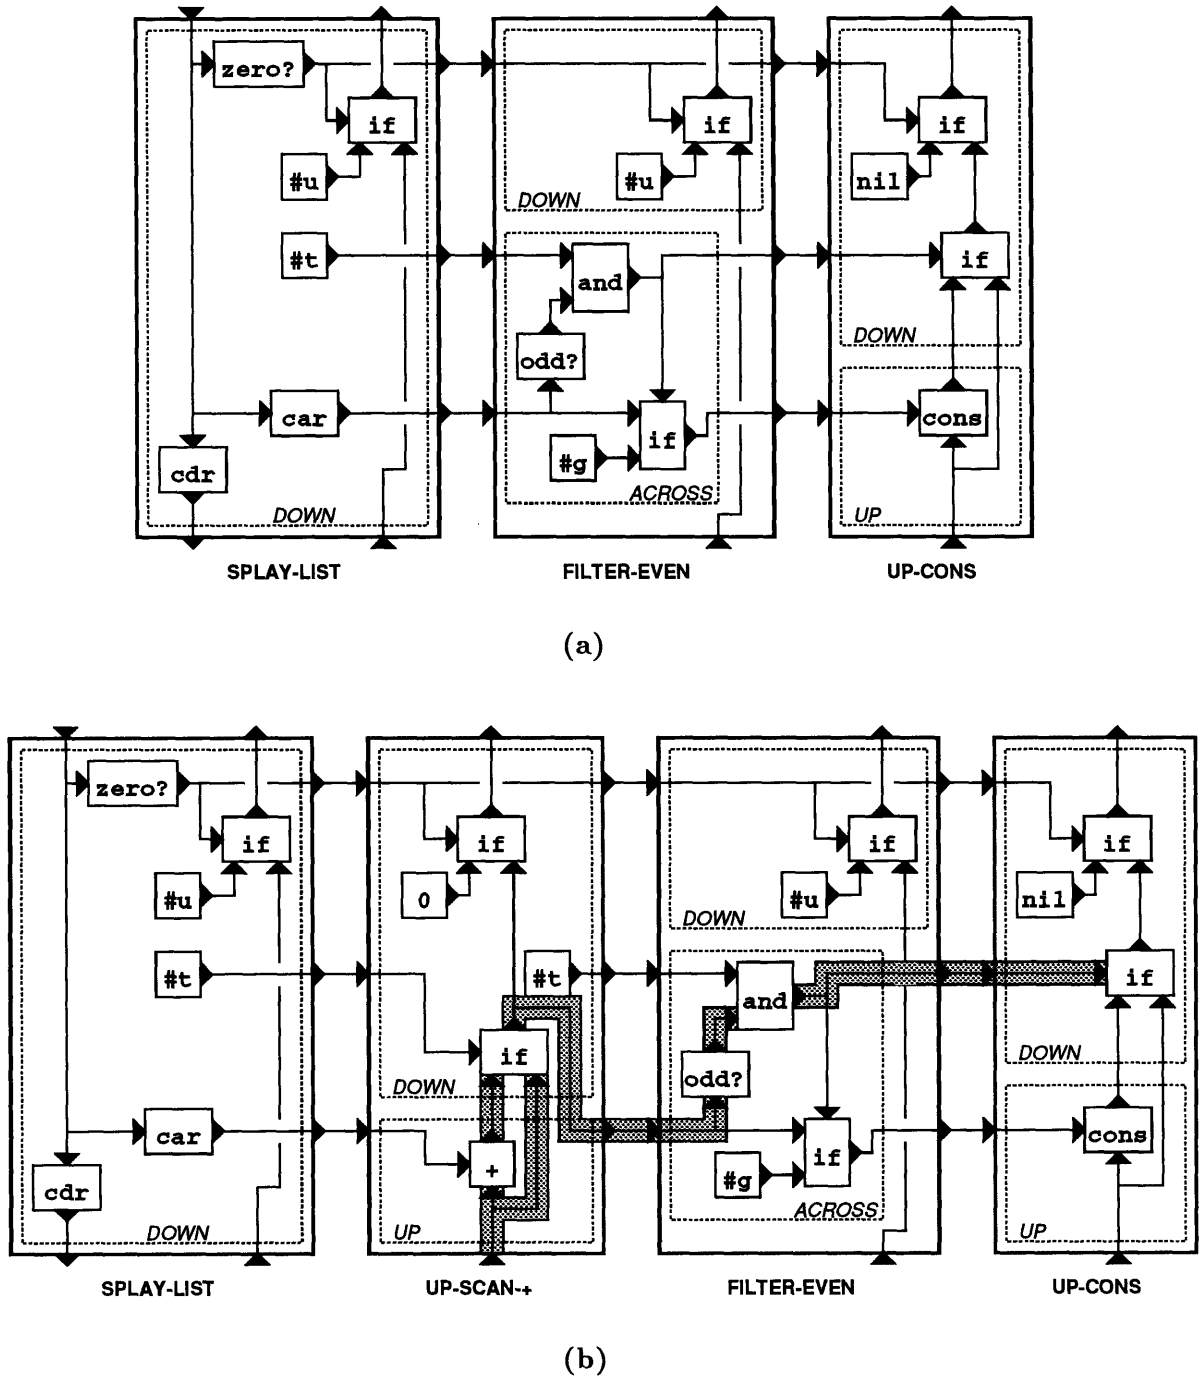 zero?
if
if
if
#u
#u
nil
DOWN
#t
and
if
odd?
DOWN
car
if
cons
#g
cdr
ACROSS
DOWN
UP
SPLAY-LIST FILTER-EVEN UP-CONS
(a)
zero?
if
if
if
if
#u
0
#u
nil
DOWN
#t
#t
and
if
if
odd?
DOWN
DOWN
car
cons
+
if
#g
cdr
ACROSS
DOWN
UP
UP
SPLAY-LIST UP-SCAN-+ FILTER-EVEN UP-CONS
(b)